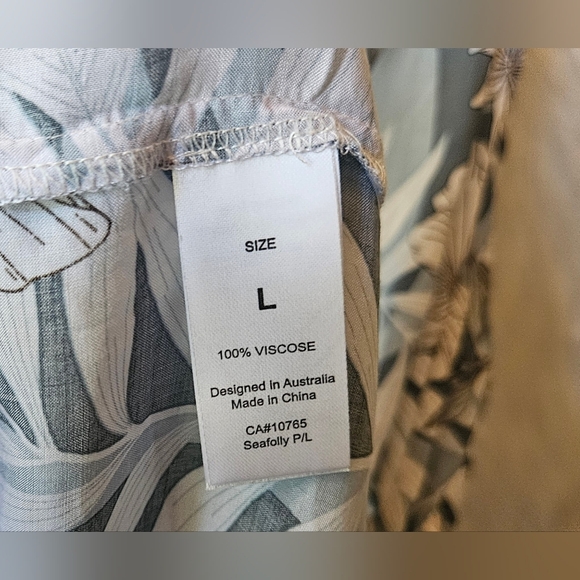 SIZE
L
100% VISCOSE
Designed in Australia
Made in China
CA#10765
Seafolly P/L